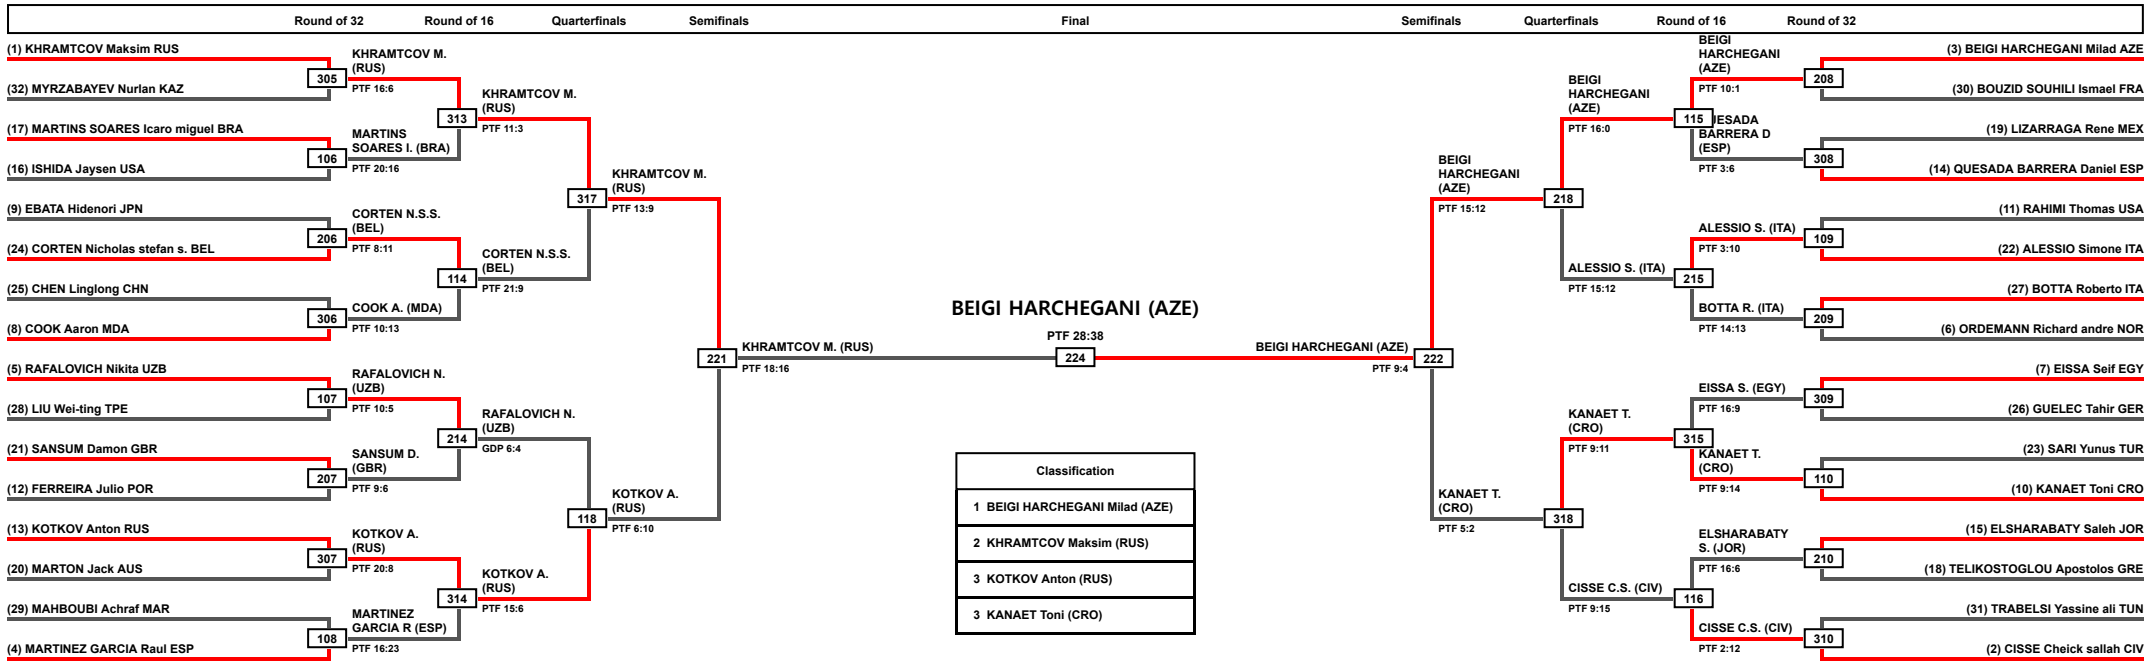 Round of 32 Round of 16 Quarterfinals Semifinals Final Semifinals Quarterfinals Round of 16 Round of 32
(1) KHRAMTCOV Maksim RUS
(32) MYRZABAYEV Nurlan KAZ
(17) MARTINS SOARES Icaro miguel BRA
(16) ISHIDA Jaysen USA
(9) EBATA Hidenori JPN
(24) CORTEN Nicholas stefan s. BEL
(25) CHEN Linglong CHN
(8) COOK Aaron MDA
(5) RAFALOVICH Nikita UZB
(28) LIU Wei-ting TPE
(21) SANSUM Damon GBR
(12) FERREIRA Julio POR
(13) KOTKOV Anton RUS
(20) MARTON Jack AUS
(29) MAHBOUBI Achraf MAR
(4) MARTINEZ GARCIA Raul ESP
305
106
206
306
107
207
307
108
KHRAMTCOV M.
(RUS)
PTF 16:6
MARTINS
SOARES I. (BRA)
PTF 20:16
CORTEN N.S.S.
(BEL)
PTF 8:11
COOK A. (MDA)
PTF 10:13
RAFALOVICH N.
(UZB)
PTF 10:5
SANSUM D.
(GBR)
PTF 9:6
KOTKOV A.
(RUS)
PTF 20:8
MARTINEZ
GARCIA R (ESP)
PTF 16:23
313
114
214
314
KHRAMTCOV M.
(RUS)
PTF 11:3
CORTEN N.S.S.
(BEL)
PTF 21:9
RAFALOVICH N.
(UZB)
GDP 6:4
KOTKOV A.
(RUS)
PTF 15:6
317
118
KHRAMTCOV M.
(RUS)
PTF 13:9
KOTKOV A.
(RUS)
PTF 6:10
221
KHRAMTCOV M. (RUS)
PTF 18:16
BEIGI HARCHEGANI (AZE)
PTF 28:38
224
BEIGI HARCHEGANI (AZE)
PTF 9:4
222
Classification
1 BEIGI HARCHEGANI Milad (AZE)
2 KHRAMTCOV Maksim (RUS)
3 KOTKOV Anton (RUS)
3 KANAET Toni (CRO)
BEIGI
HARCHEGANI
(AZE)
PTF 15:12
KANAET T.
(CRO)
PTF 5:2
218
318
BEIGI
HARCHEGANI
(AZE)
PTF 16:0
ALESSIO S. (ITA)
PTF 15:12
KANAET T.
(CRO)
PTF 9:11
CISSE C.S. (CIV)
PTF 9:15
115
215
315
116
BEIGI
HARCHEGANI
(AZE)
PTF 10:1
UESADA
BARRERA D
(ESP)
PTF 3:6
ALESSIO S. (ITA)
PTF 3:10
BOTTA R. (ITA)
PTF 14:13
EISSA S. (EGY)
PTF 16:9
KANAET T.
(CRO)
PTF 9:14
ELSHARABATY
S. (JOR)
PTF 16:6
CISSE C.S. (CIV)
PTF 2:12
208
308
109
209
309
110
210
310
(3) BEIGI HARCHEGANI Milad AZE
(30) BOUZID SOUHILI Ismael FRA
(19) LIZARRAGA Rene MEX
(14) QUESADA BARRERA Daniel ESP
(11) RAHIMI Thomas USA
(22) ALESSIO Simone ITA
(27) BOTTA Roberto ITA
(6) ORDEMANN Richard andre NOR
(7) EISSA Seif EGY
(26) GUELEC Tahir GER
(23) SARI Yunus TUR
(10) KANAET Toni CRO
(15) ELSHARABATY Saleh JOR
(18) TELIKOSTOGLOU Apostolos GRE
(31) TRABELSI Yassine ali TUN
(2) CISSE Cheick sallah CIV